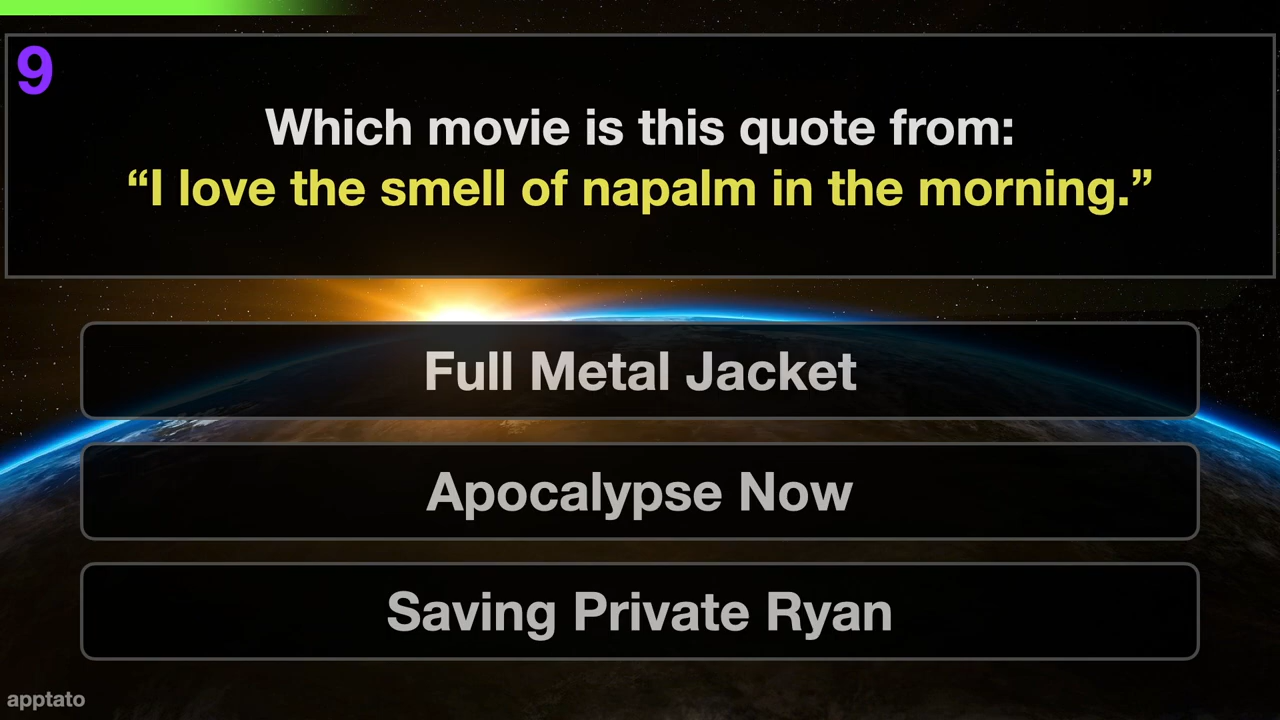 9
Which movie is this quote from:
“I love the smell of napalm in the morning.”
Full Metal Jacket
Apocalypse Now
Saving Private Ryan
apptato